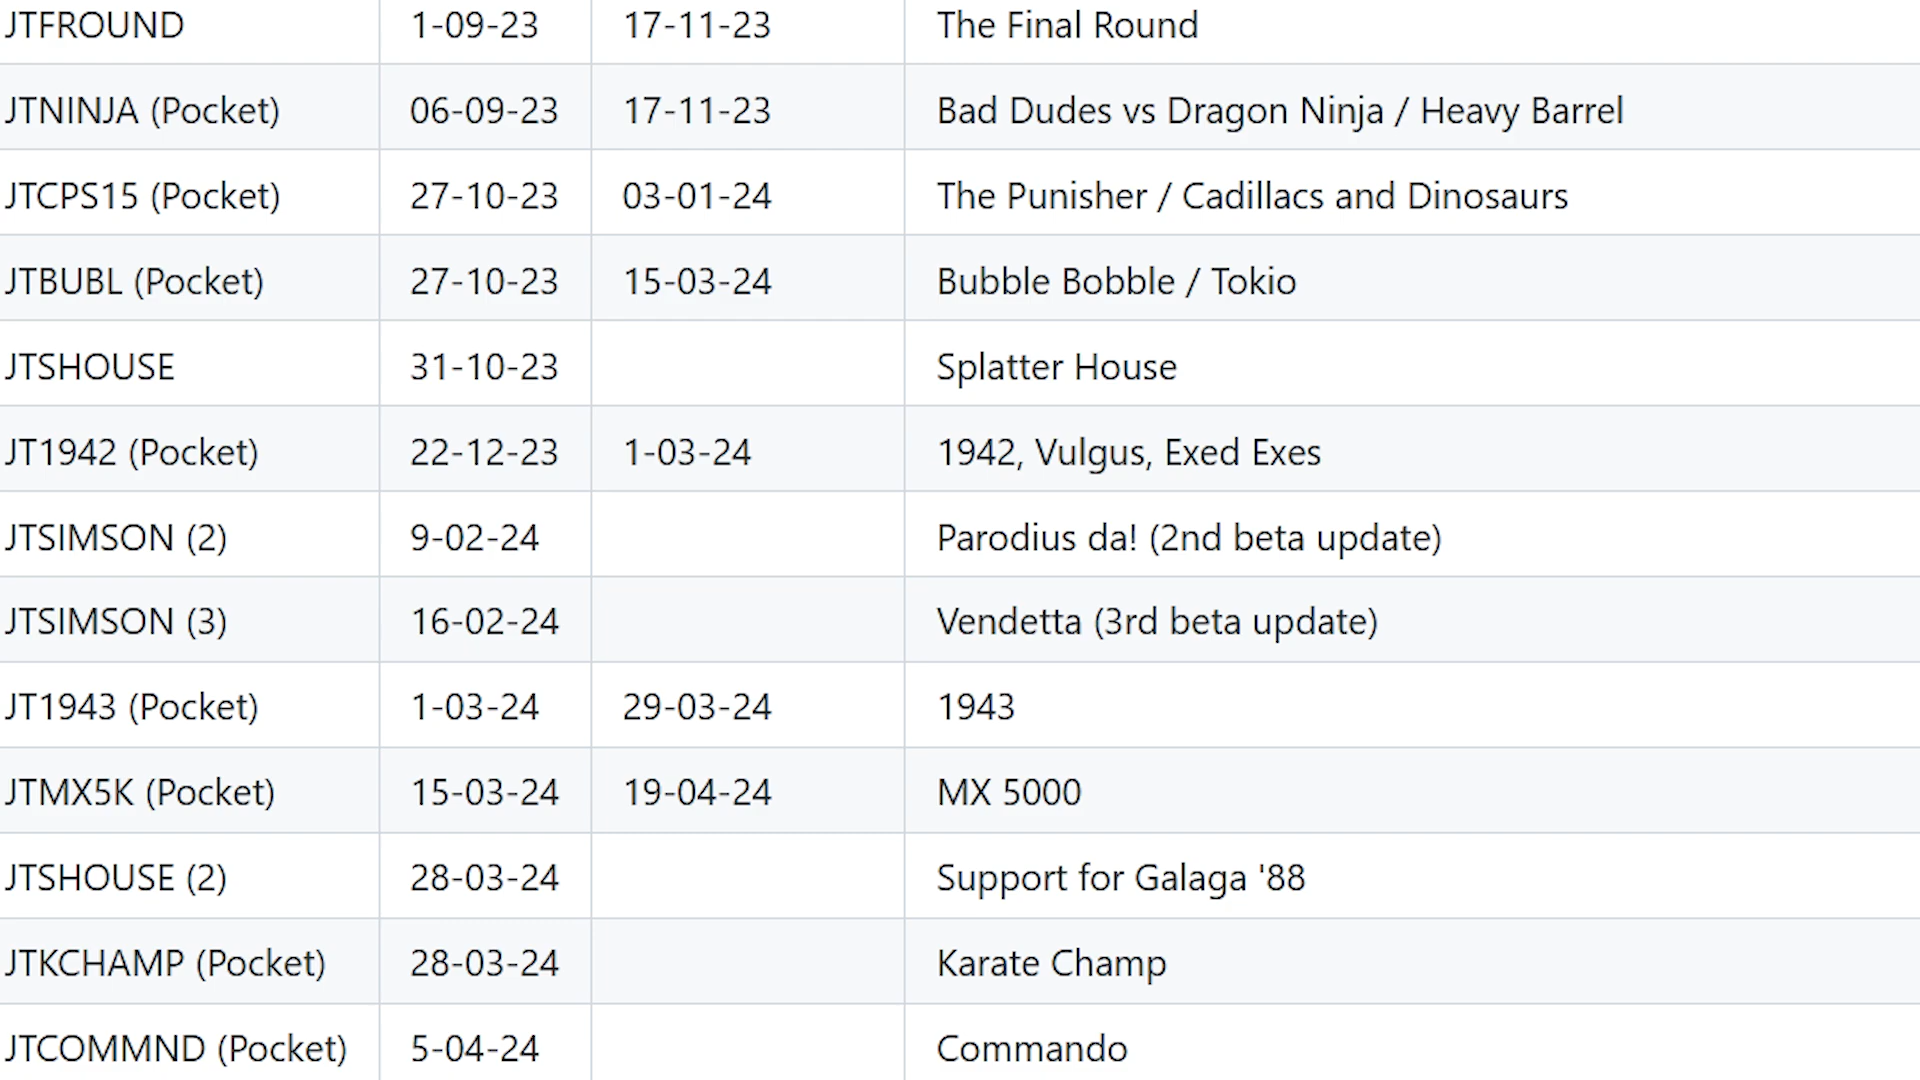 JTFROUND 1-09-23 17-11-23 The Final Round
JTNINJA (Pocket) 06-09-23 17-11-23 Bad Dudes vs Dragon Ninja / Heavy Barrel
JTCPS15 (Pocket) 27-10-23 03-01-24 The Punisher / Cadillacs and Dinosaurs
JTBUBL (Pocket) 27-10-23 15-03-24 Bubble Bobble / Tokio
JTSHOUSE 31-10-23 Splatter House
JT1942 (Pocket) 22-12-23 1-03-24 1942, Vulgus, Exed Exes
JTSIMSON (2) 9-02-24 Parodius da! (2nd beta update)
JTSIMSON (3) 16-02-24 Vendetta (3rd beta update)
JT1943 (Pocket) 1-03-24 29-03-24 1943
JTMX5K (Pocket) 15-03-24 19-04-24 MX 5000
JTSHOUSE (2) 28-03-24 Support for Galaga '88
JTKCHAMP (Pocket) 28-03-24 Karate Champ
JTCOMMND (Pocket) 5-04-24 Commando